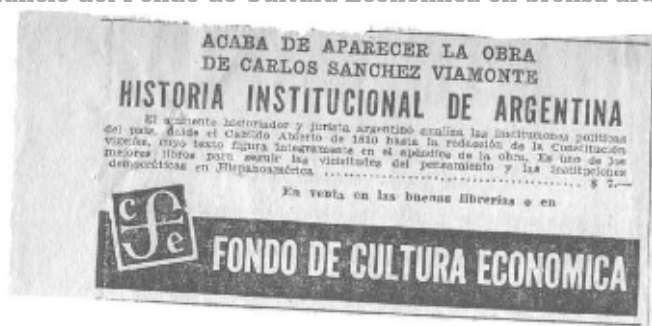 ACABA DE APARECER LA OBRA
DE CARLOS SANCHEZ VIAMONTE
HISTORIA INSTITUCIONAL DE ARGENTINA
El eminente historiador y jurista argentino analiza las instituciones políticas
del país, desde el Cabildo Abierto de 1810 hasta la redacción de la Constitución
vigente, cuyo texto figura íntegramente en el apéndice de la obra. Es uno de los
mejores libros para seguir las vicisitudes del pensamiento y las instituciones
democráticas en Hispanoamérica .......... $ 7.—
En venta en las buenas librerías o en
c f e
FONDO DE CULTURA ECONOMICA